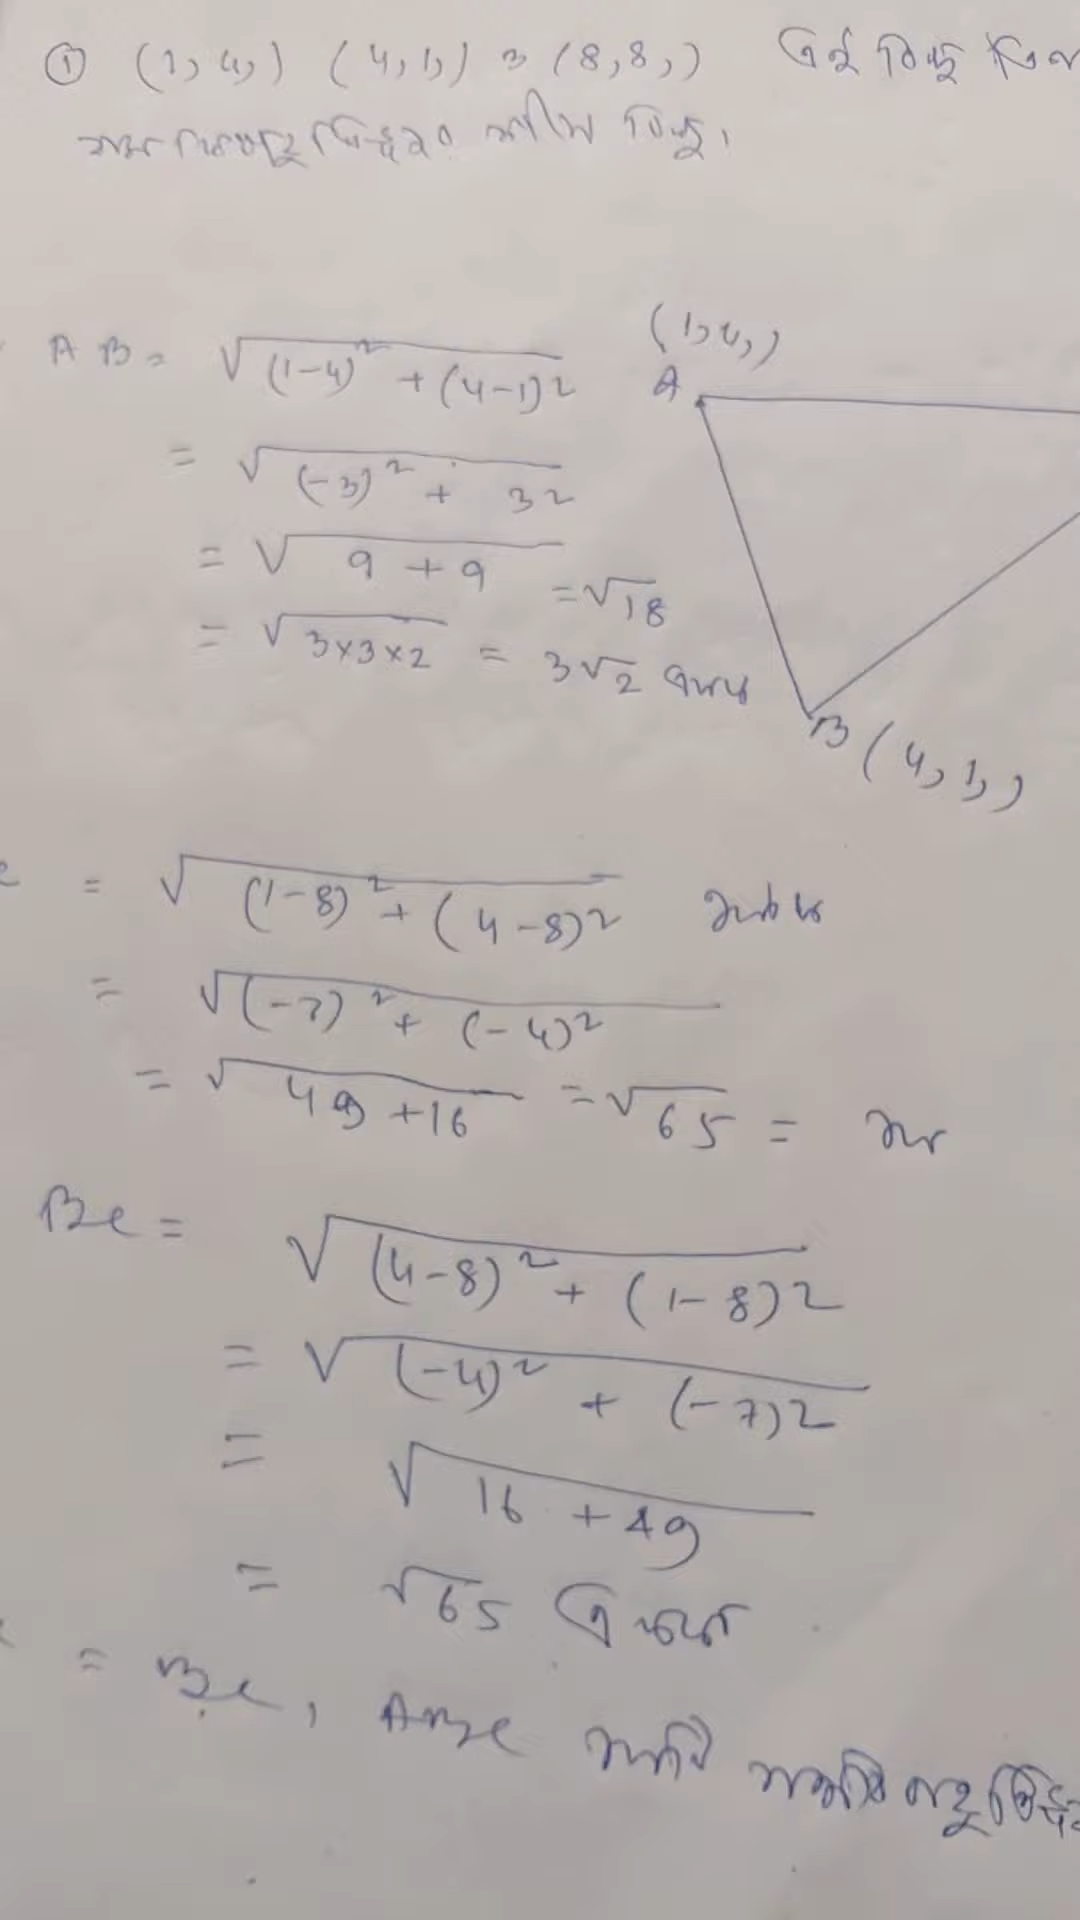 ① (1, 4,) (4, 1,) ও (8, 8,) এই বিন্দু
সমদ্বিবাহু ত্রিভুজের শীর্ষ বিন্দু।
(1, 4,)
A
AB = √(1-4)² + (4-1)2
= √(-3)² + 32
= √9 + 9 = √18
= √3×3×2 = 3√2 একক
B (4, 1,)
= √(1-8)² + (4-8)2
= √(-7)² + (-4)2
= √49 + 16 = √65 =
Bc =
√(4-8)² + (1-8)2
= √(-4)² + (-7)2
= √16 + 49
= √65 একক
= Bc, ABC